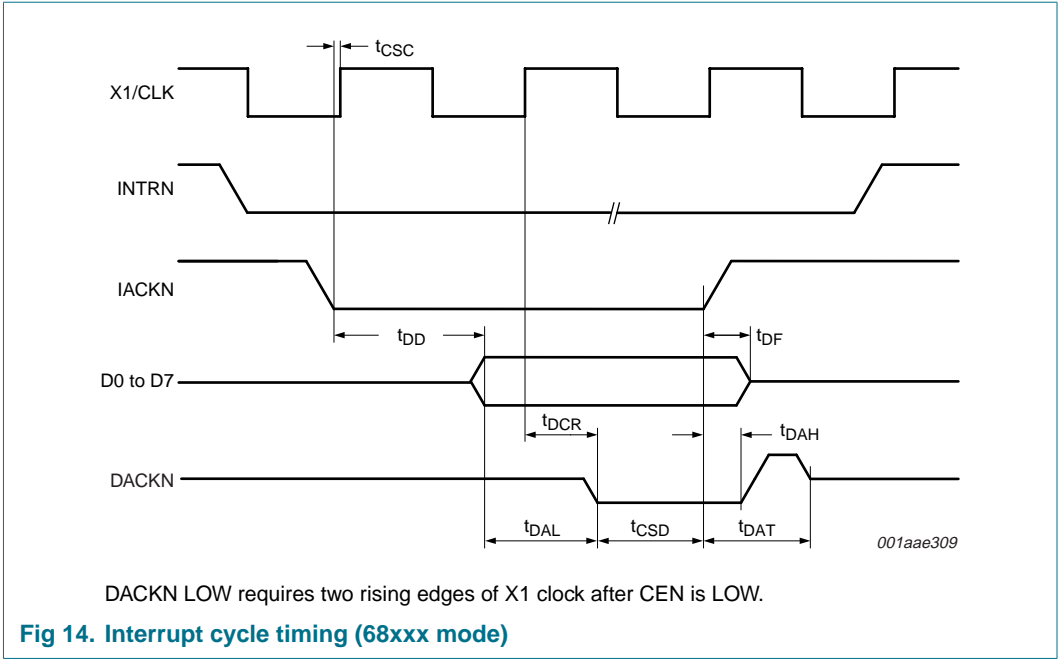 tCSC
X1/CLK
INTRN
IACKN
tDD
tDF
D0 to D7
tDCR
tDAH
DACKN
tDAL
tCSD
tDAT
001aae309
DACKN LOW requires two rising edges of X1 clock after CEN is LOW.
Fig 14. Interrupt cycle timing (68xxx mode)